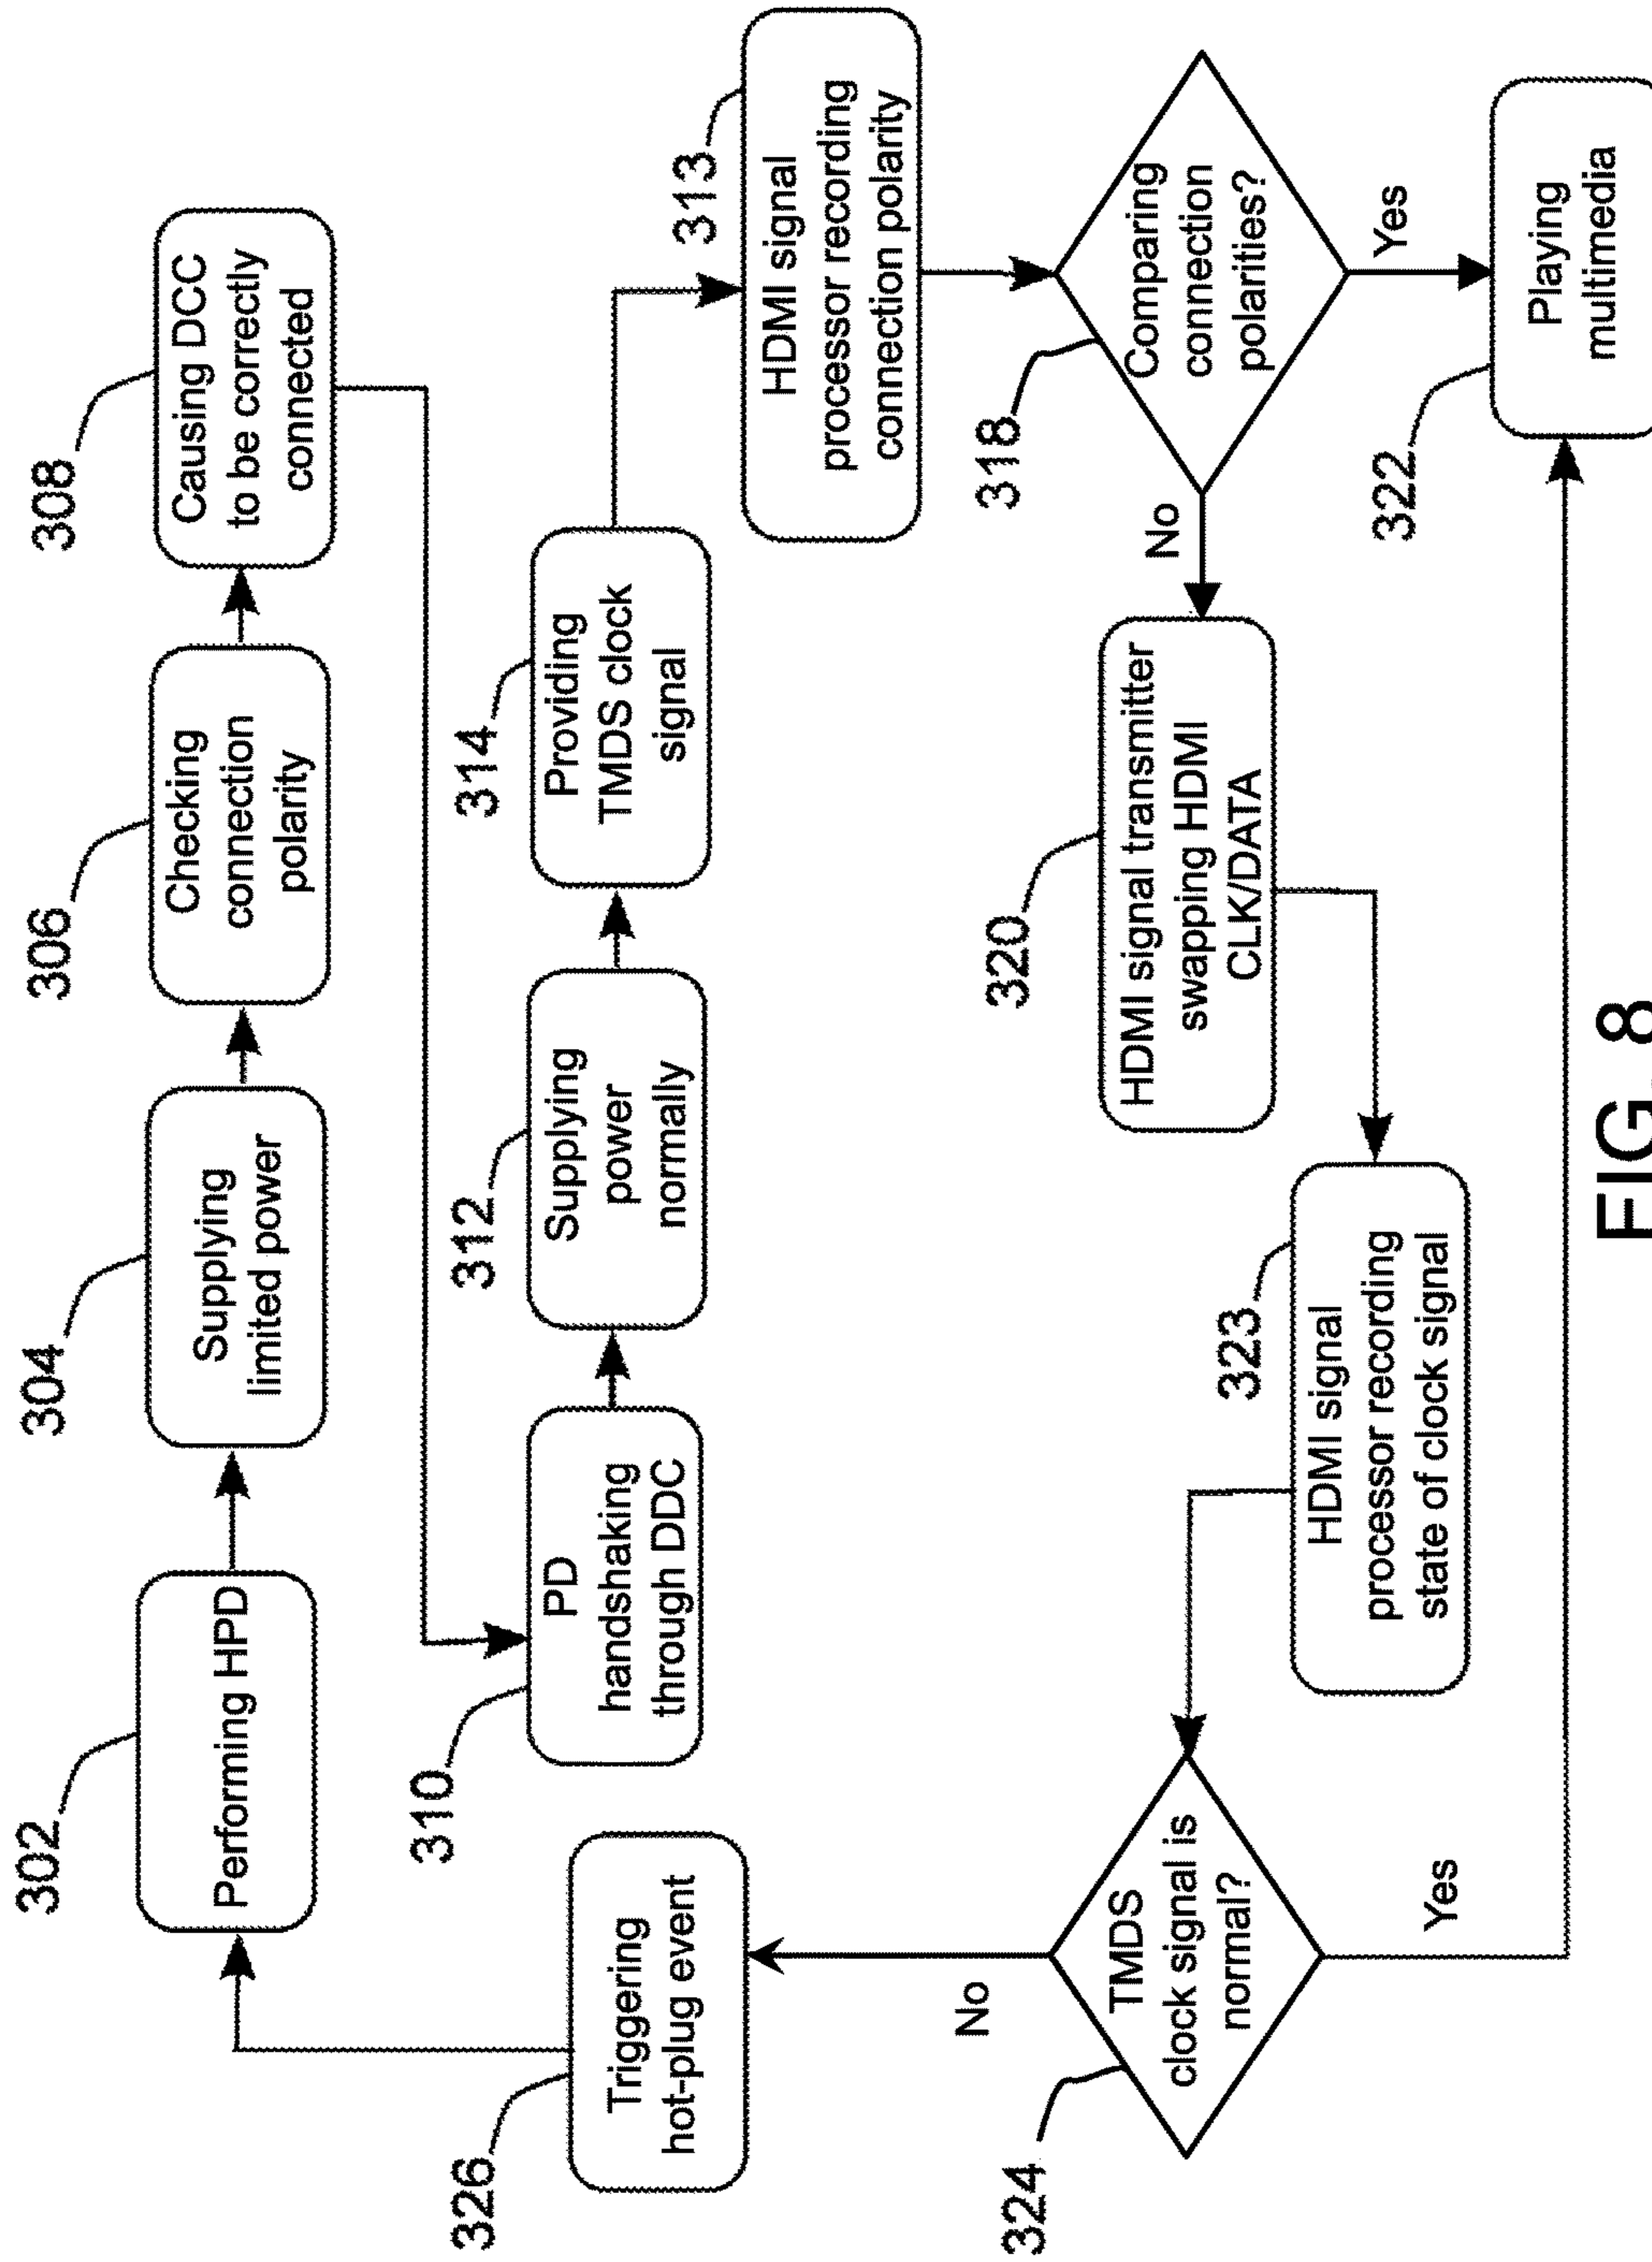 302
Performing HPD
304
Supplying
limited power
306
Checking
connection
polarity
308
Causing DCC
to be correctly
connected
310
PD
handshaking
through DDC
312
Supplying
power
normally
314
Providing
TMDS clock
signal
313
HDMI signal
processor recording
connection polarity
318
Comparing
connection
polarities?
No
Yes
320
HDMI signal transmitter
swapping HDMI
CLK/DATA
322
Playing
multimedia
323
HDMI signal
processor recording
state of clock signal
324
TMDS
clock signal is
normal?
No
Yes
326
Triggering
hot-plug event
FIG. 8